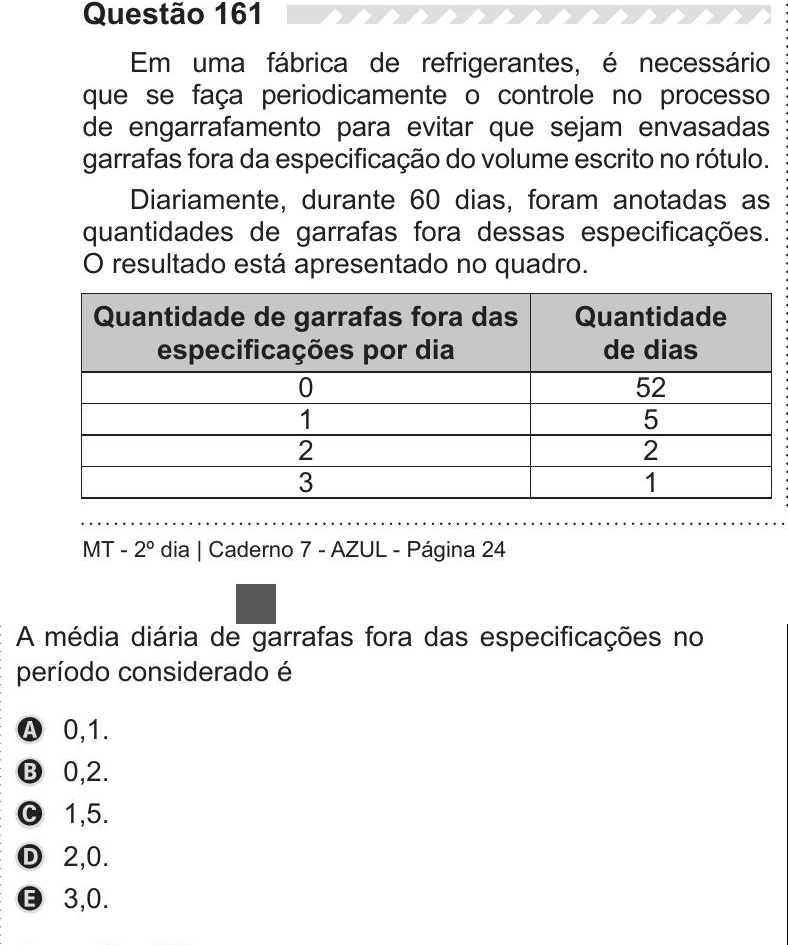 Questão 161
Em uma fábrica de refrigerantes, é necessário
que se faça periodicamente o controle no processo
de engarrafamento para evitar que sejam envasadas
garrafas fora da especificação do volume escrito no rótulo.
Diariamente, durante 60 dias, foram anotadas as
quantidades de garrafas fora dessas especificações.
O resultado está apresentado no quadro.
Quantidade de garrafas fora das especificações por dia
Quantidade de dias
0 52
1 5
2 2
3 1
MT - 2º dia | Caderno 7 - AZUL - Página 24
A média diária de garrafas fora das especificações no
período considerado é
A 0,1.
B 0,2.
C 1,5.
D 2,0.
E 3,0.